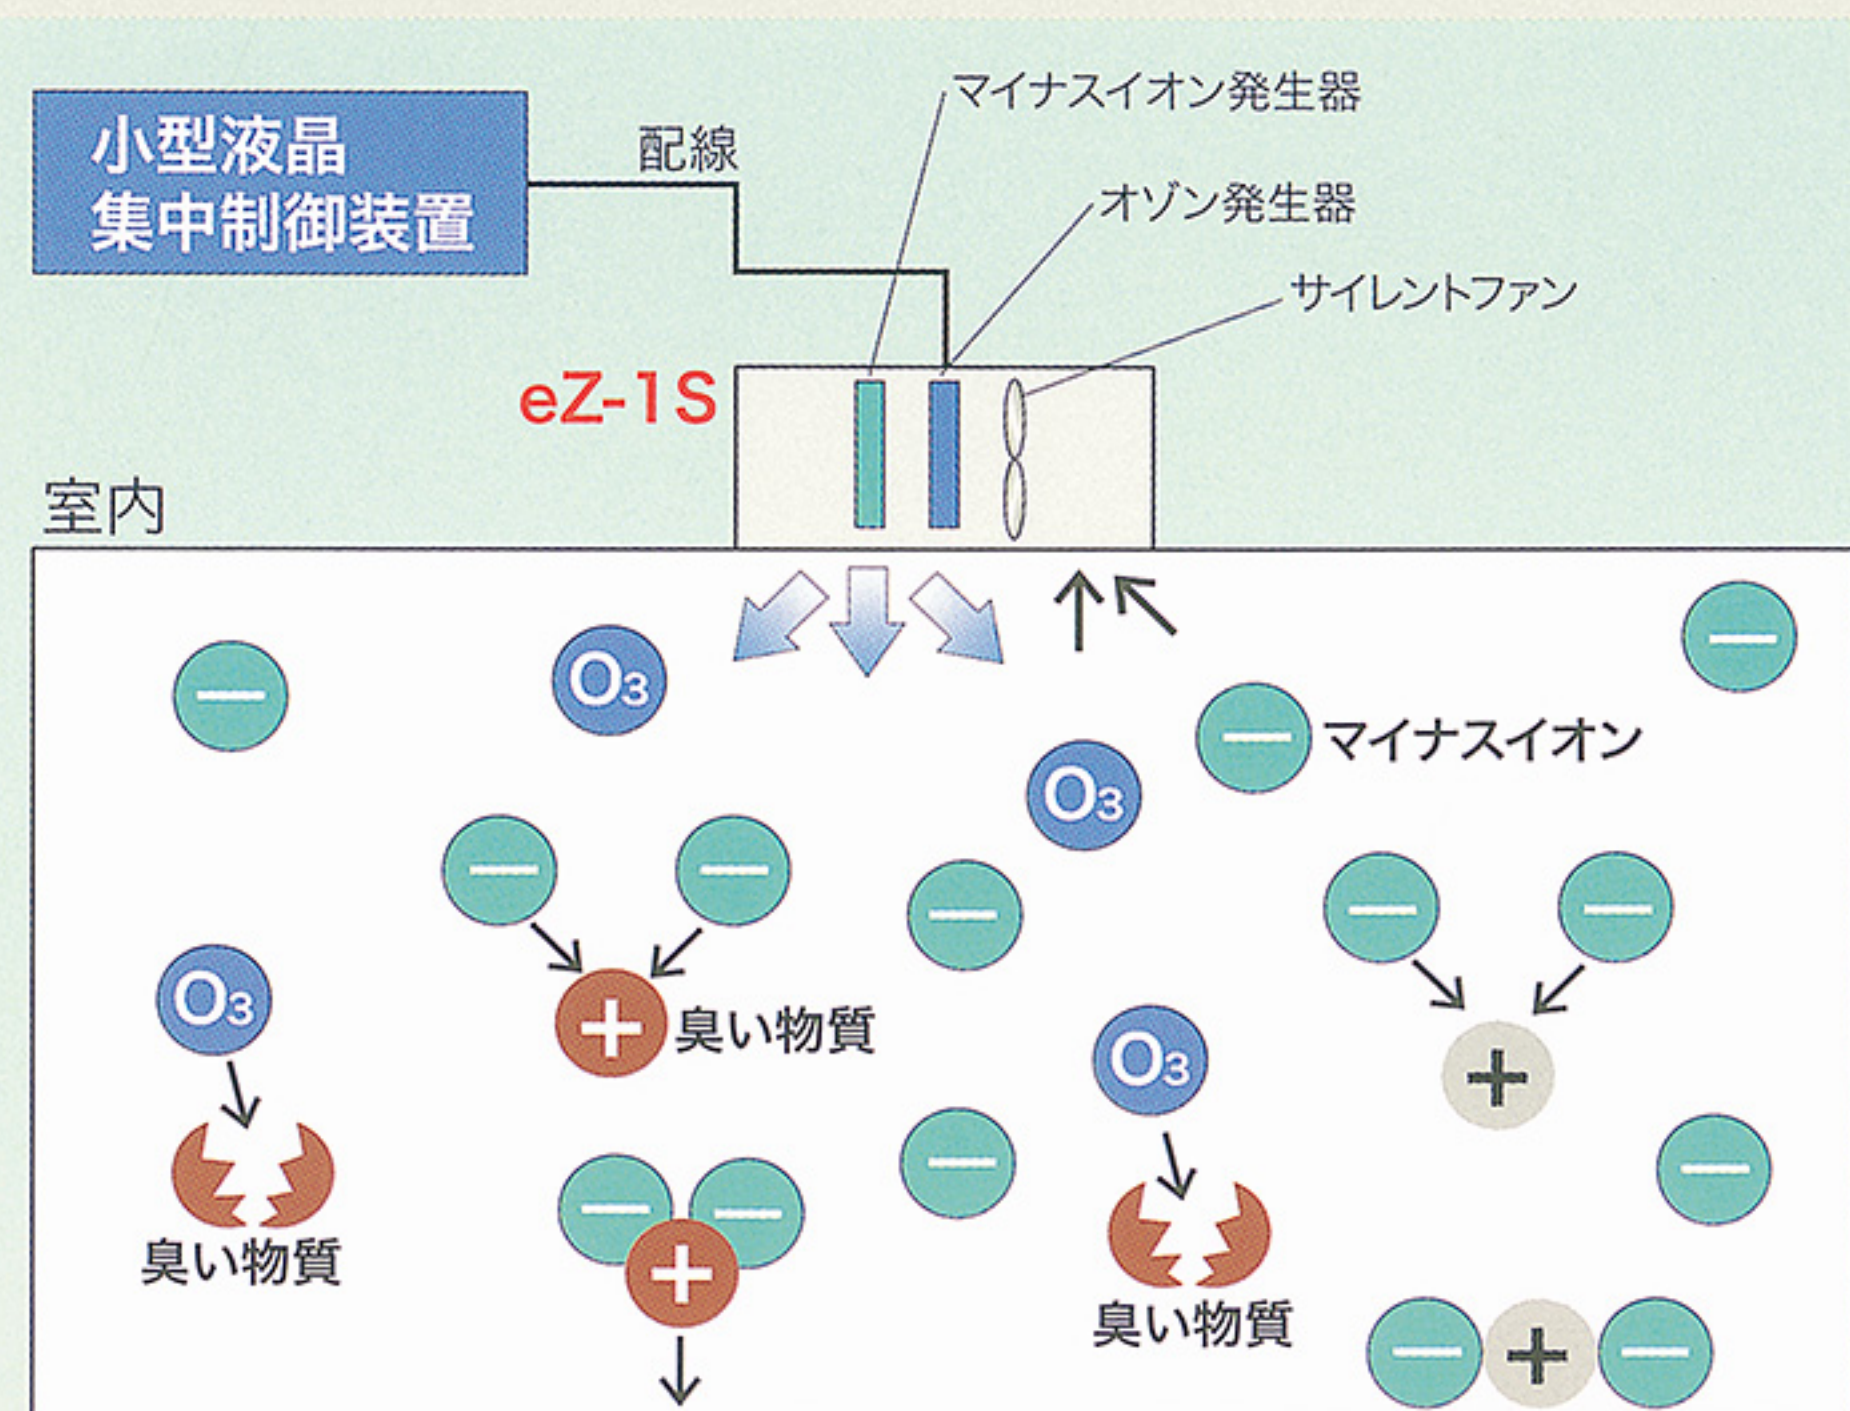 マイナスイオン発生器
小型液晶
集中制御装置
配線
オゾン発生器
サイレントファン
eZ-1S
室内
O3
マイナスイオン
O3
O3
臭い物質
+
O3
+
臭い物質
+
臭い物質
+